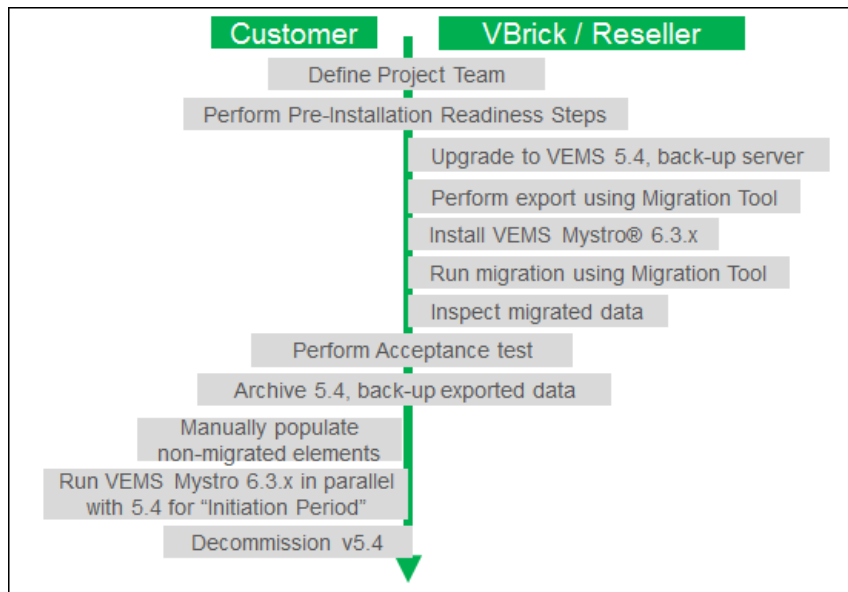 Customer
VBrick / Reseller
Define Project Team
Perform Pre-Installation Readiness Steps
Upgrade to VEMS 5.4, back-up server
Perform export using Migration Tool
Install VEMS Mystro® 6.3.x
Run migration using Migration Tool
Inspect migrated data
Perform Acceptance test
Archive 5.4, back-up exported data
Manually populate
non-migrated elements
Run VEMS Mystro 6.3.x in parallel
with 5.4 for “Initiation Period”
Decommission v5.4